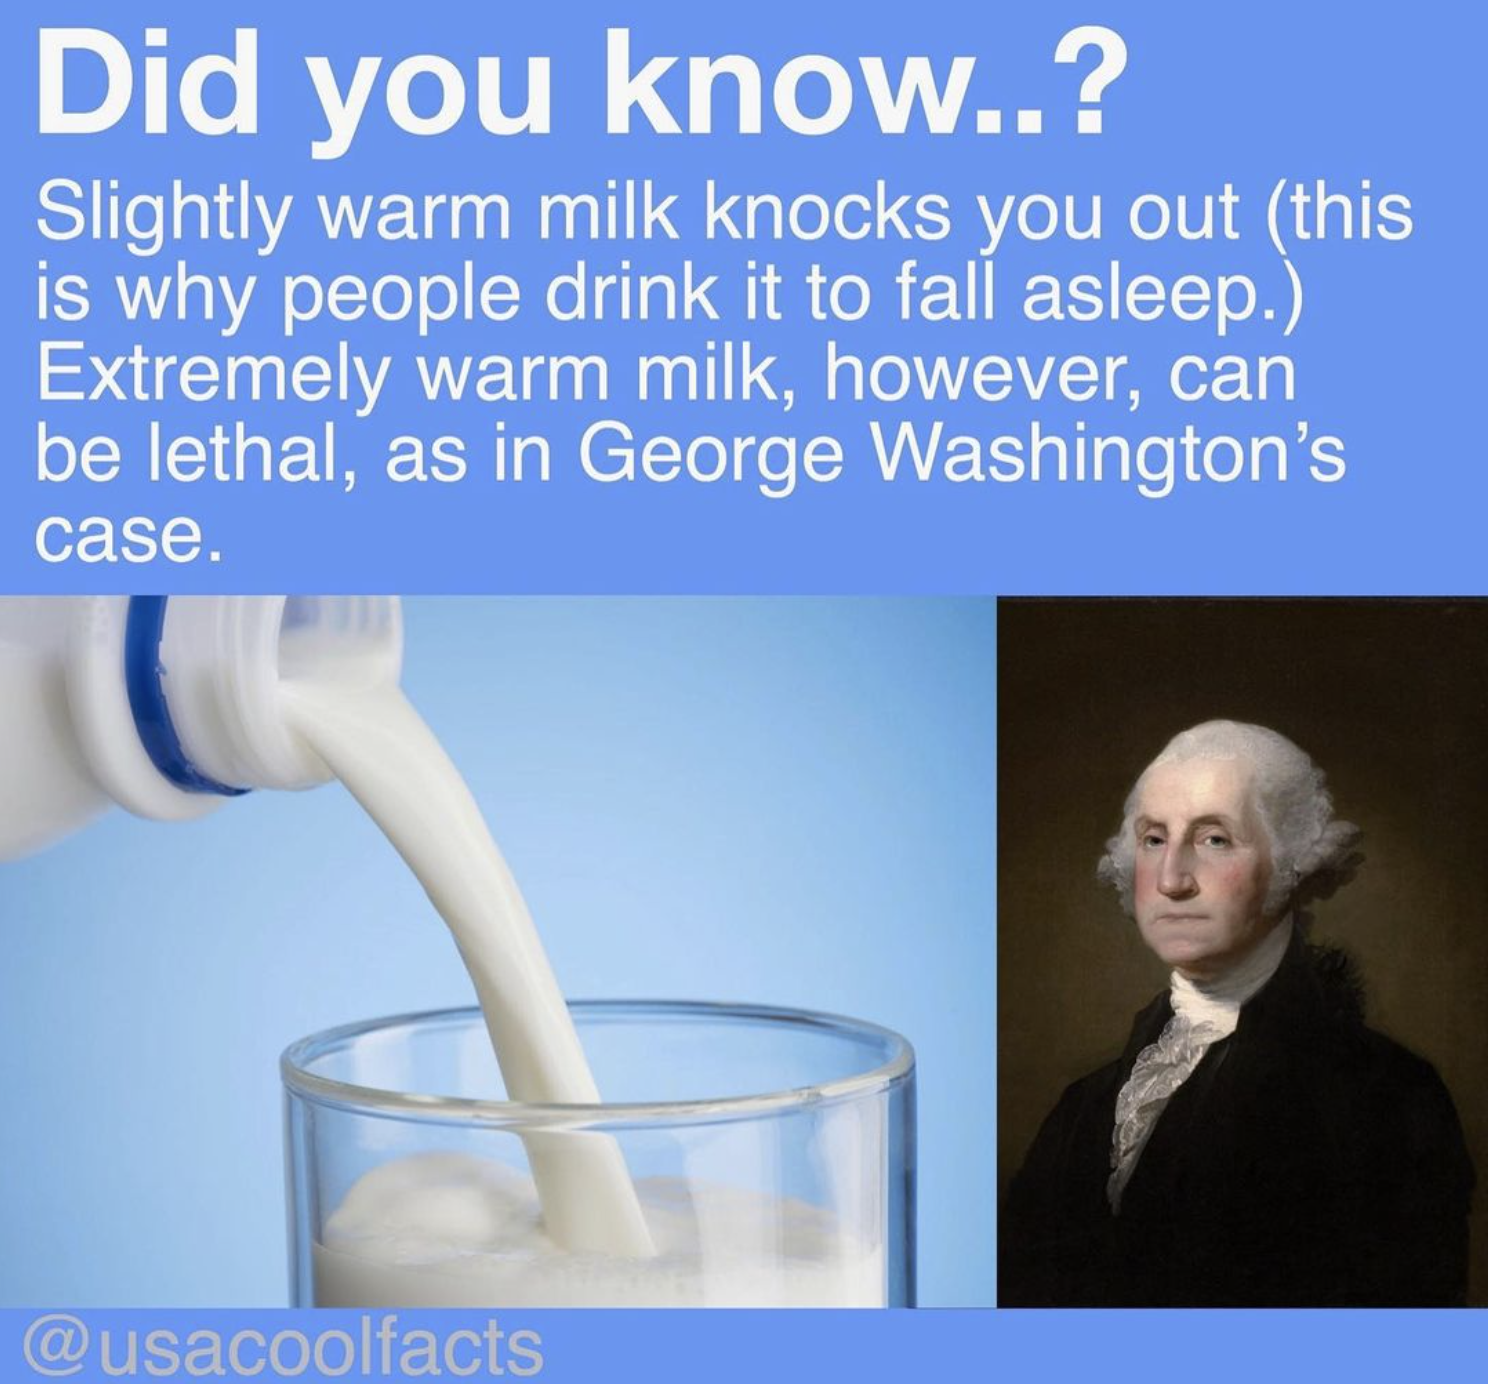 Did you know..?
Slightly warm milk knocks you out (this
is why people drink it to fall asleep.)
Extremely warm milk, however, can
be lethal, as in George Washington’s
case.
@usacoolfacts